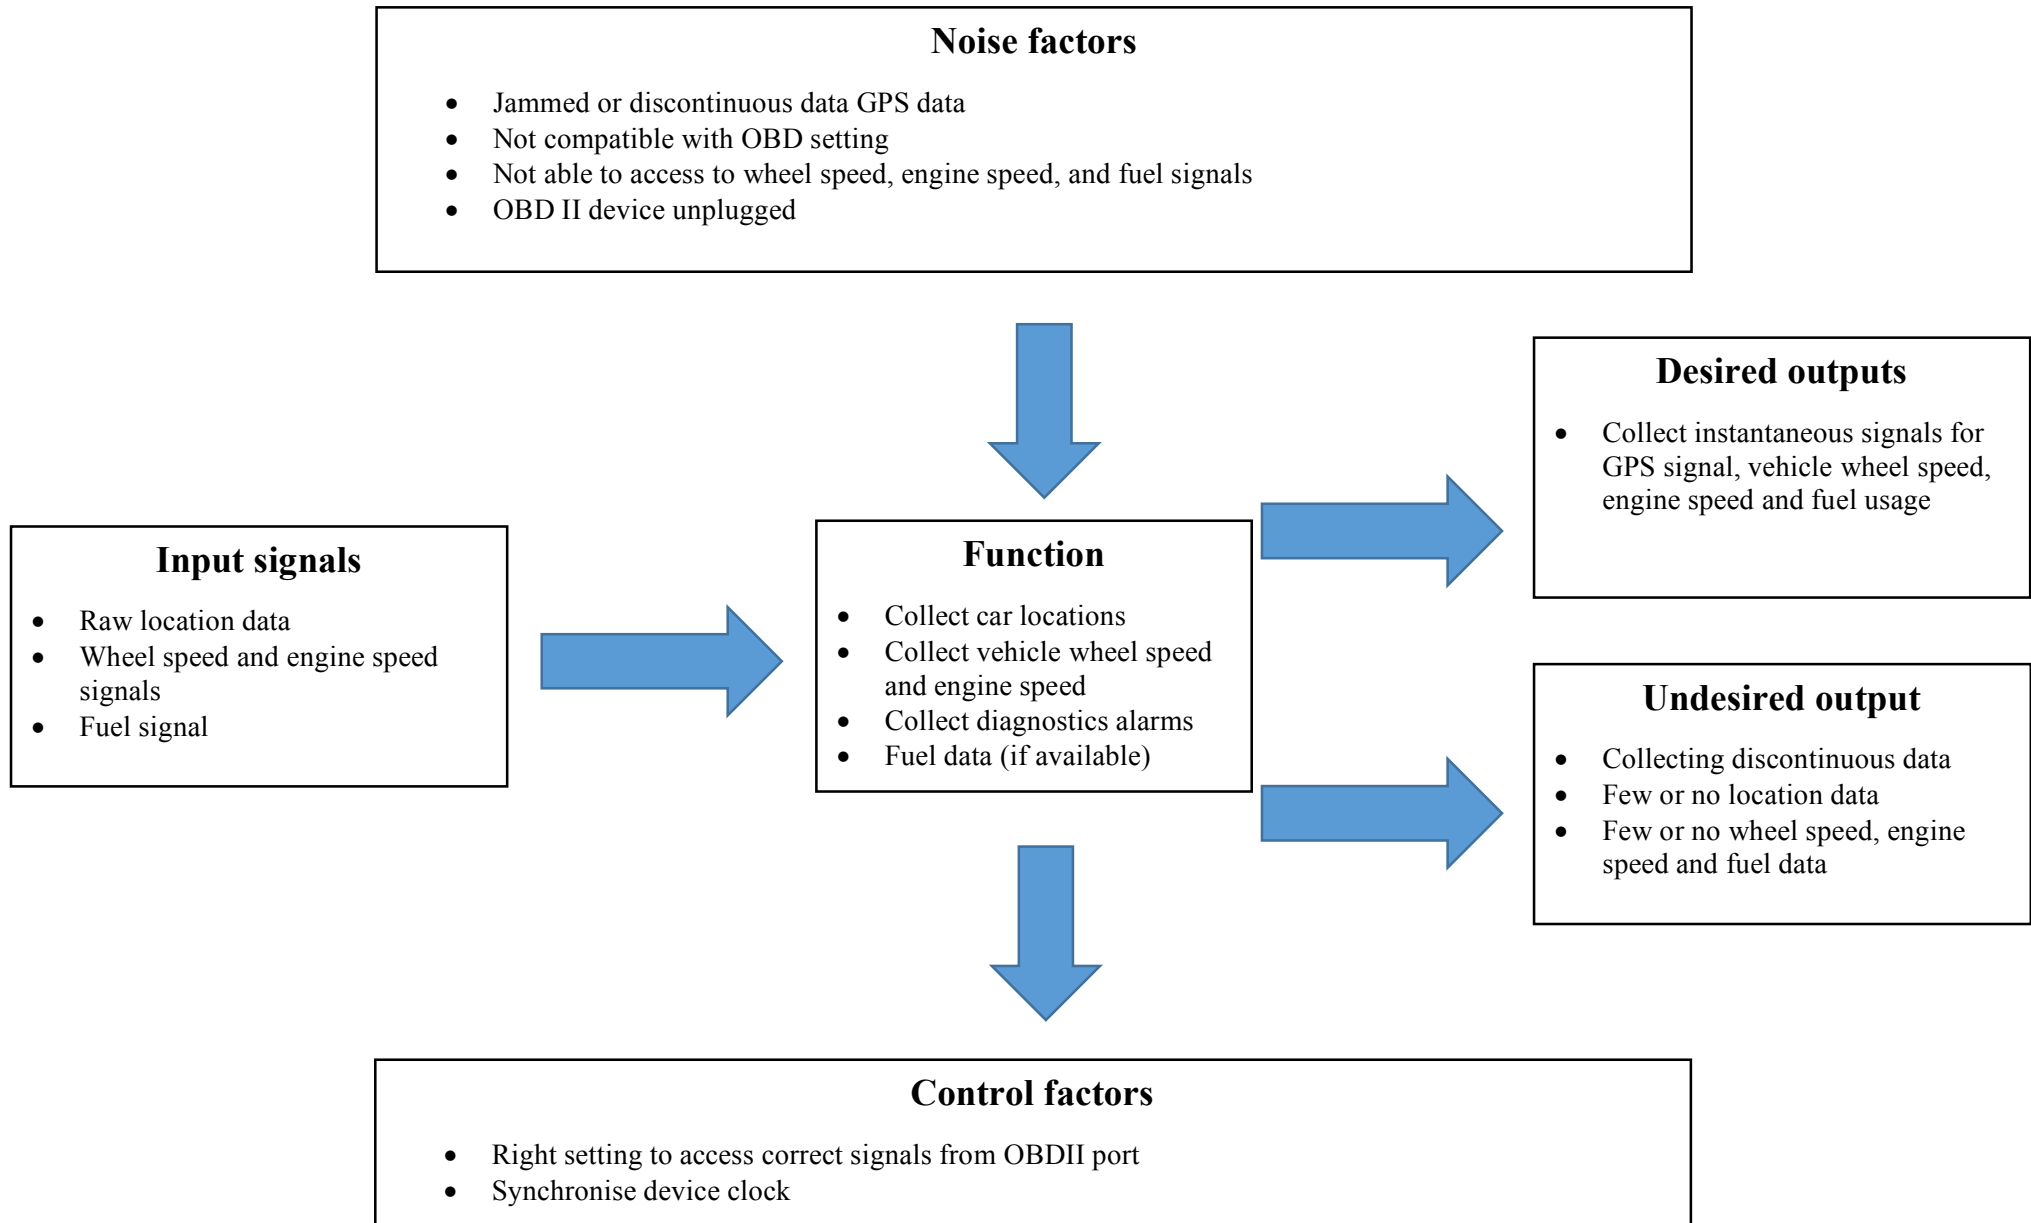 Noise factors
• Jammed or discontinuous data GPS data
• Not compatible with OBD setting
• Not able to access to wheel speed, engine speed, and fuel signals
• OBD II device unplugged
Input signals
• Raw location data
• Wheel speed and engine speed
signals
• Fuel signal
Function
• Collect car locations
• Collect vehicle wheel speed
and engine speed
• Collect diagnostics alarms
• Fuel data (if available)
Desired outputs
• Collect instantaneous signals for
GPS signal, vehicle wheel speed,
engine speed and fuel usage
Undesired output
• Collecting discontinuous data
• Few or no location data
• Few or no wheel speed, engine
speed and fuel data
Control factors
• Right setting to access correct signals from OBDII port
• Synchronise device clock